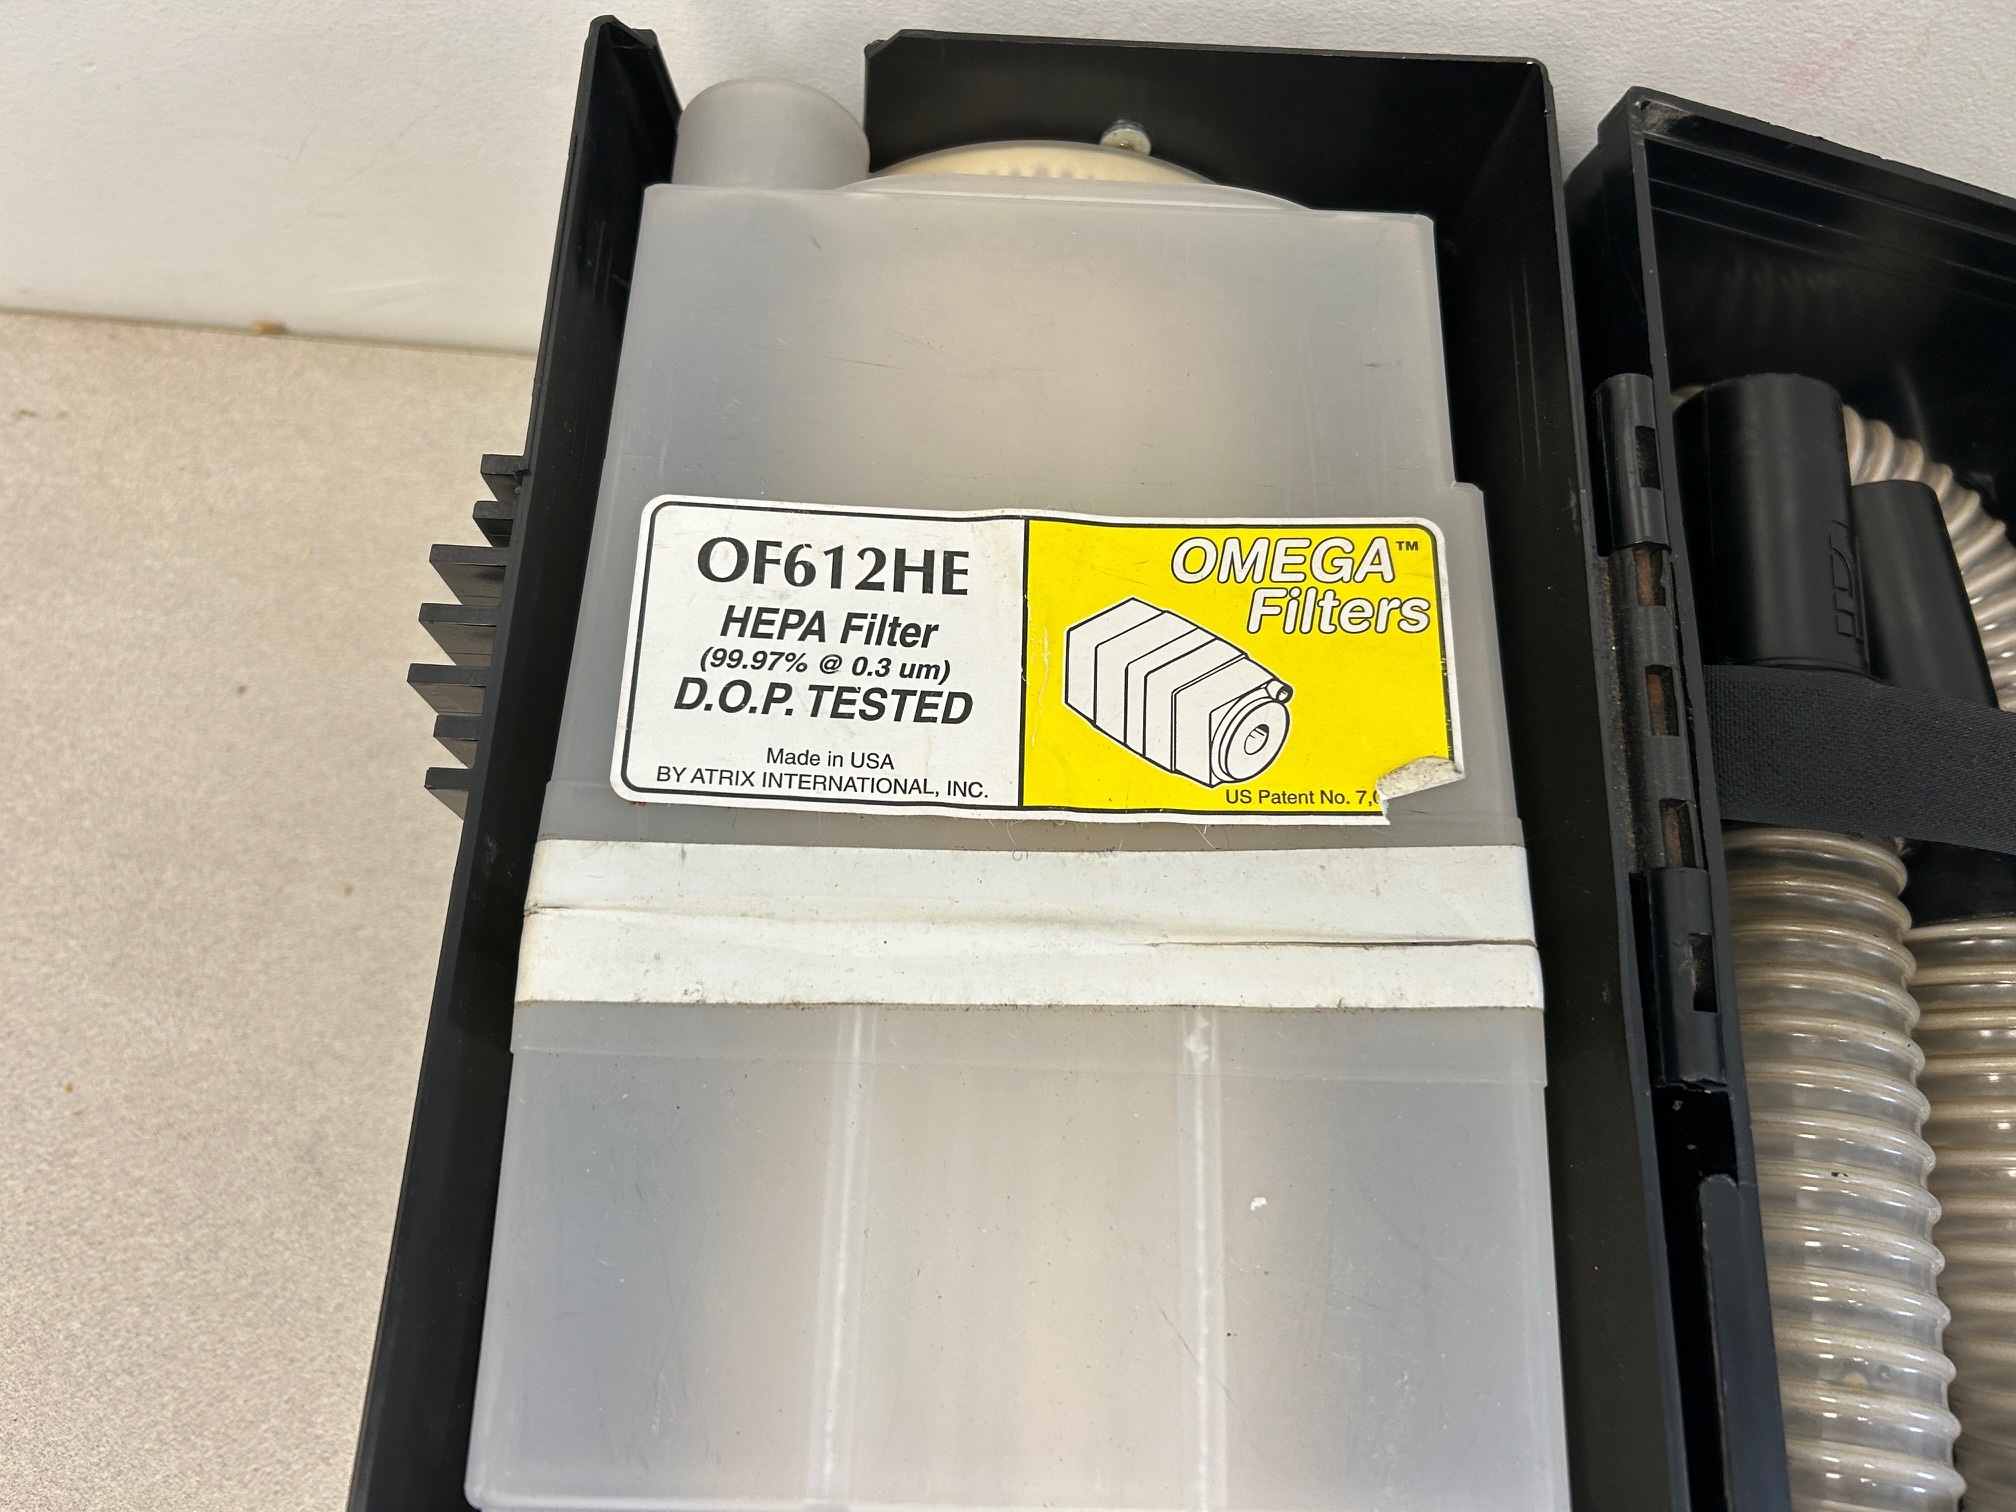 OF612HE
HEPA Filter
(99.97% @ 0.3 um)
D.O.P. TESTED
Made in USA
BY ATRIX INTERNATIONAL, INC.
OMEGA™
Filters
US Patent No.